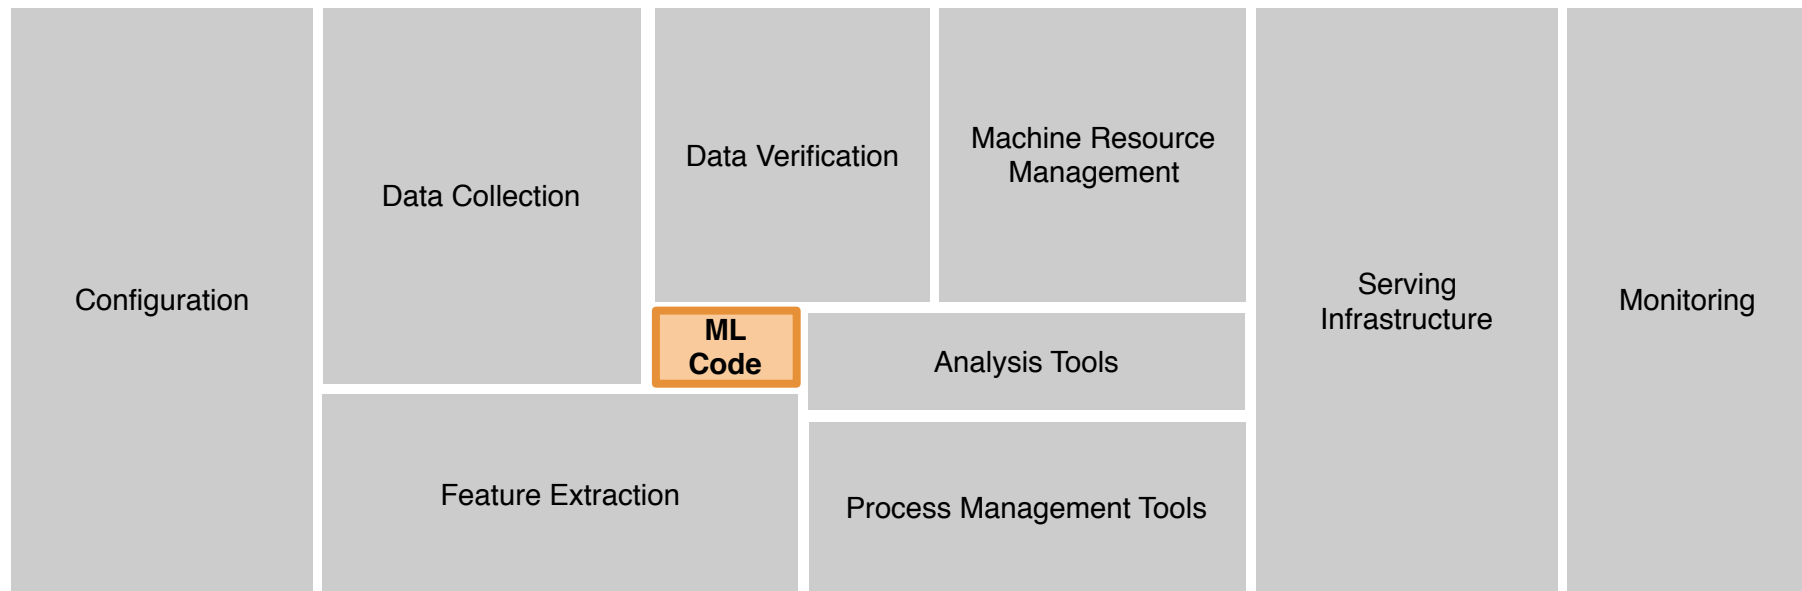 Configuration
Data Collection
Data Verification
Machine Resource
Management
ML
Code
Analysis Tools
Feature Extraction
Process Management Tools
Serving
Infrastructure
Monitoring